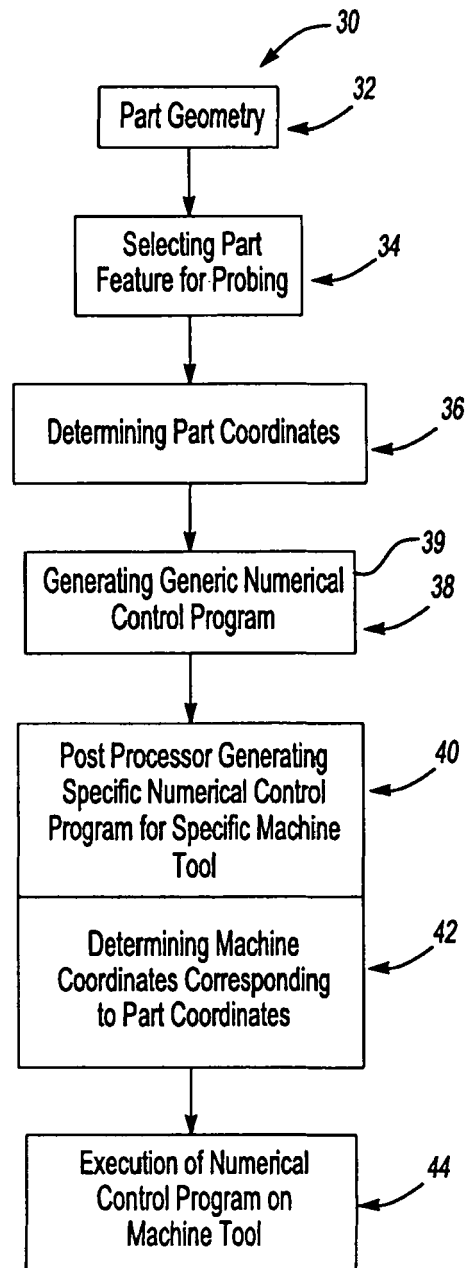 30
Part Geometry
32
Selecting Part
Feature for Probing
34
Determining Part Coordinates
36
39
Generating Generic Numerical
Control Program
38
Post Processor Generating
Specific Numerical Control
Program for Specific Machine
Tool
40
Determining Machine
Coordinates Corresponding
to Part Coordinates
42
Execution of Numerical
Control Program on
Machine Tool
44